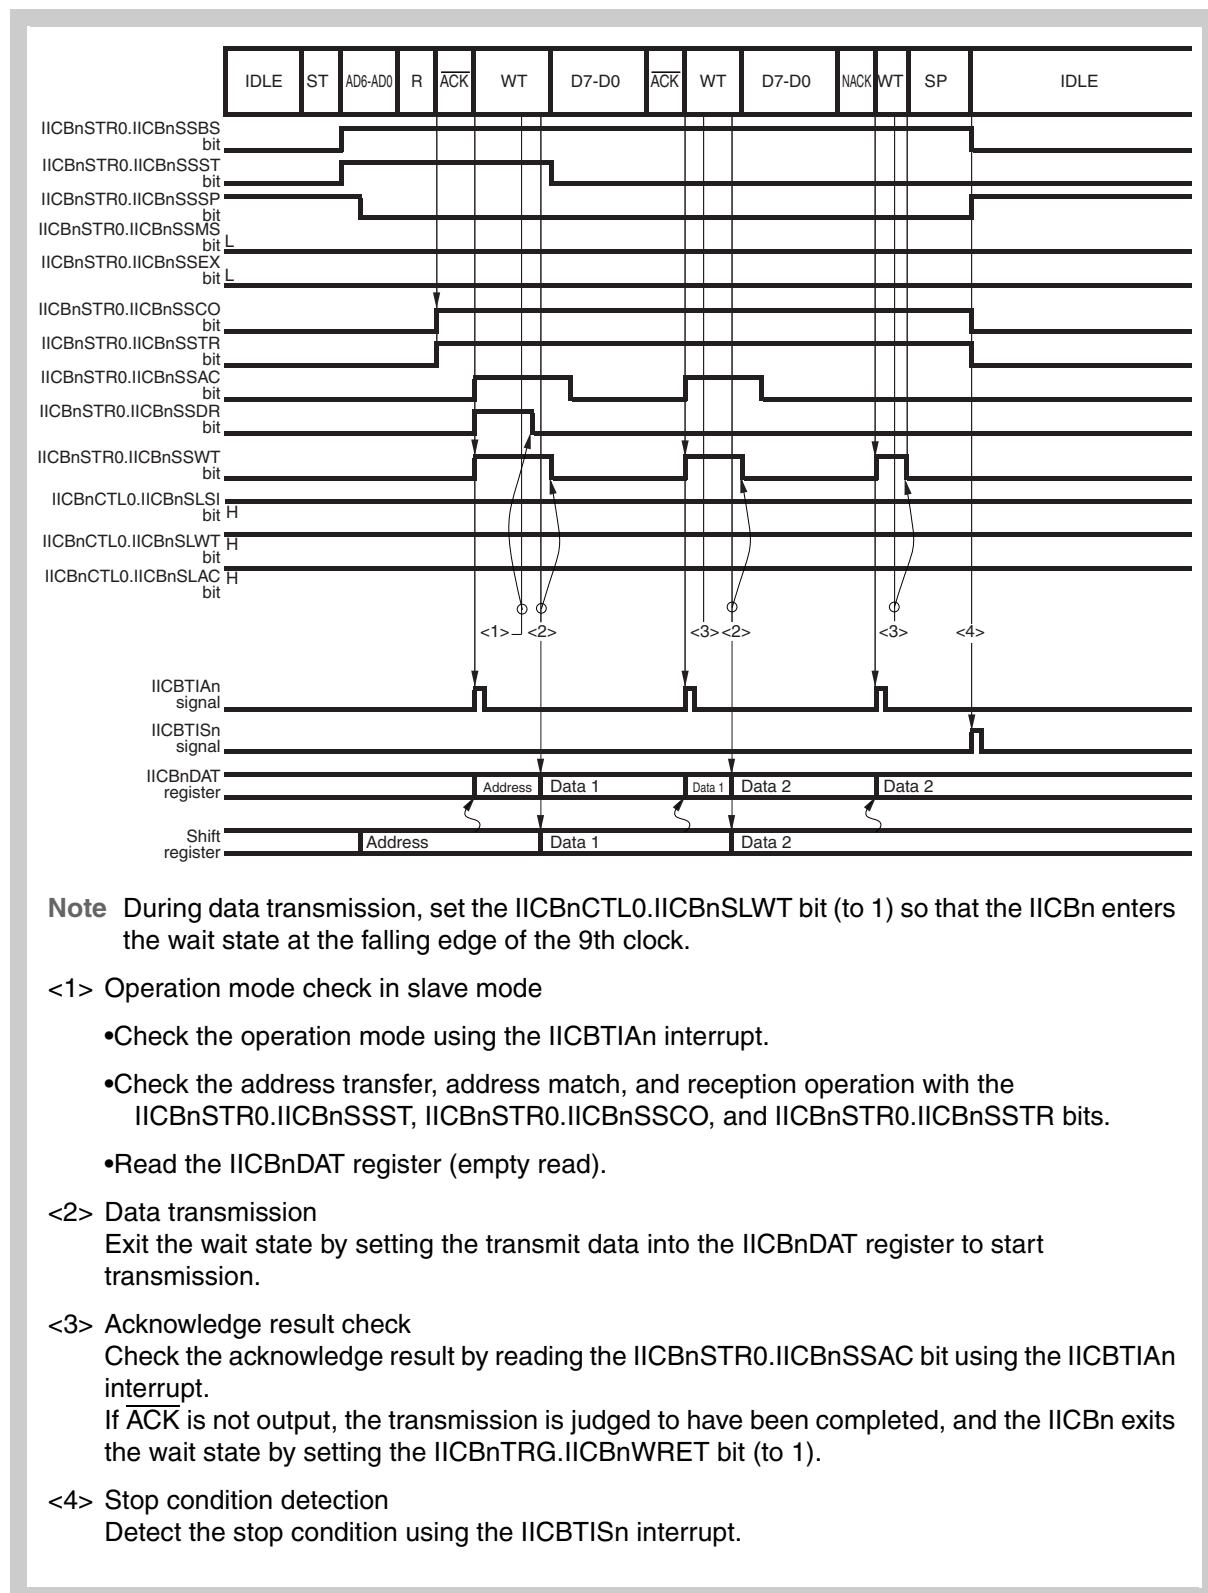 IDLE ST AD6-AD0 R ACK WT D7-D0 ACK WT D7-D0 NACK WT SP IDLE
IICBnSTR0.IICBnSSBS
bit
IICBnSTR0.IICBnSSST
bit
IICBnSTR0.IICBnSSSP
bit
IICBnSTR0.IICBnSSMS
bit L
IICBnSTR0.IICBnSSEX
bit L
IICBnSTR0.IICBnSSCO
bit
IICBnSTR0.IICBnSSTR
bit
IICBnSTR0.IICBnSSAC
bit
IICBnSTR0.IICBnSSDR
bit
IICBnSTR0.IICBnSSWT
bit
IICBnCTL0.IICBnSLSI
bit H
IICBnCTL0.IICBnSLWT H
bit
IICBnCTL0.IICBnSLAC H
bit
<1> <2> <3> <2> <3> <4>
IICBTIAn
signal
IICBTISn
signal
IICBnDAT
register
Address Data 1 Data 1 Data 2 Data 2
Shift
register
Address Data 1 Data 2
Note During data transmission, set the IICBnCTL0.IICBnSLWT bit (to 1) so that the IICBn enters
the wait state at the falling edge of the 9th clock.
<1> Operation mode check in slave mode
•Check the operation mode using the IICBTIAn interrupt.
•Check the address transfer, address match, and reception operation with the
IICBnSTR0.IICBnSSST, IICBnSTR0.IICBnSSCO, and IICBnSTR0.IICBnSSTR bits.
•Read the IICBnDAT register (empty read).
<2> Data transmission
Exit the wait state by setting the transmit data into the IICBnDAT register to start
transmission.
<3> Acknowledge result check
Check the acknowledge result by reading the IICBnSTR0.IICBnSSAC bit using the IICBTIAn
interrupt.
If ACK is not output, the transmission is judged to have been completed, and the IICBn exits
the wait state by setting the IICBnTRG.IICBnWRET bit (to 1).
<4> Stop condition detection
Detect the stop condition using the IICBTISn interrupt.